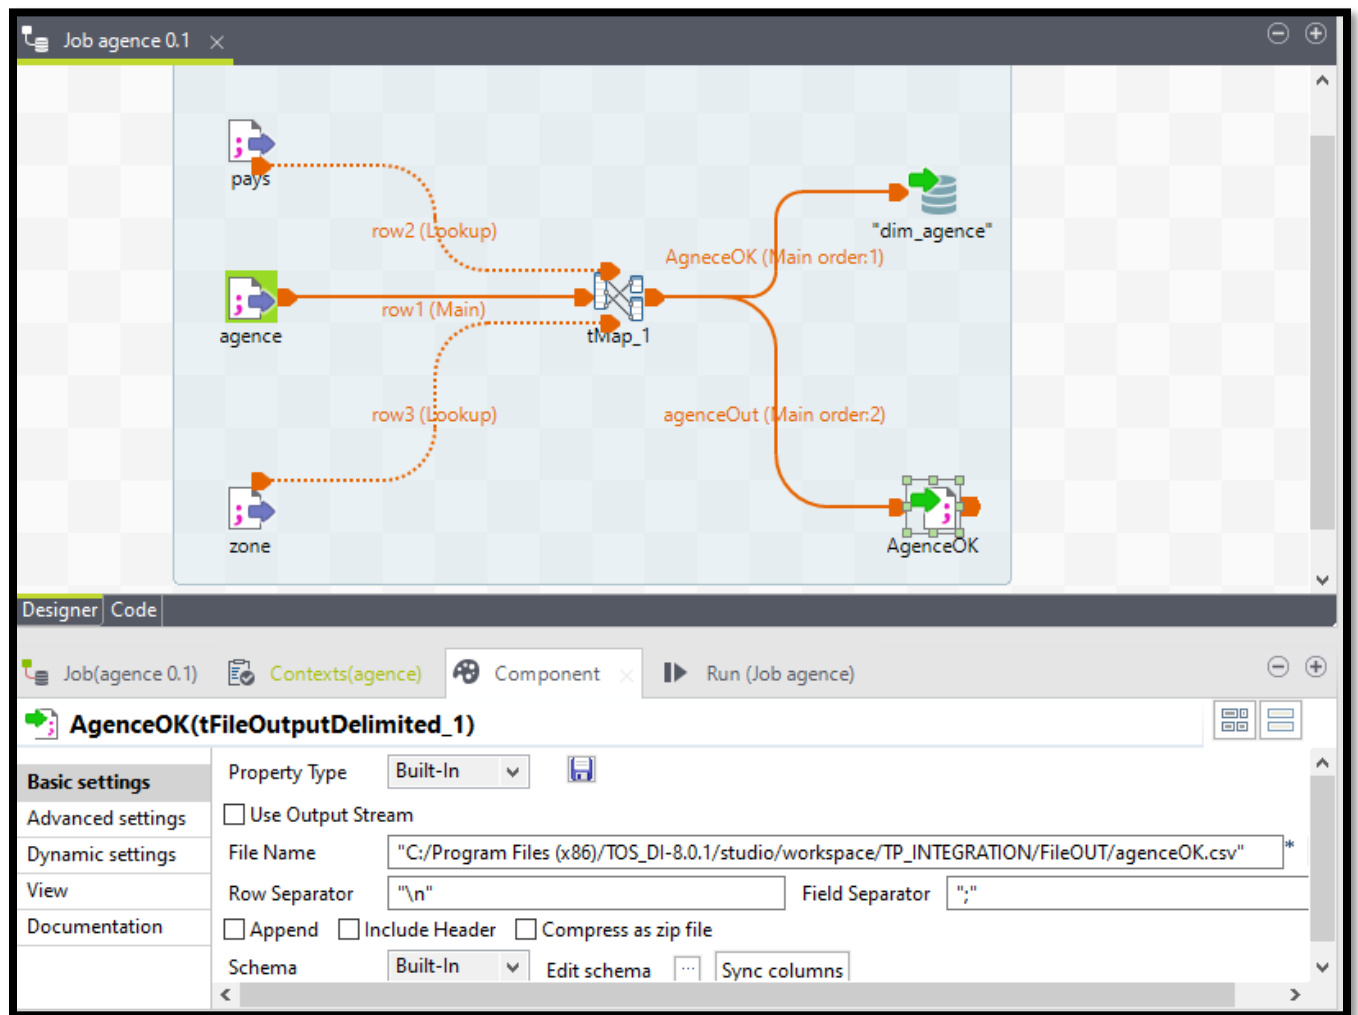 Job agence 0.1
pays
row2 (Lookup)
"dim_agence"
AgneceOK (Main order:1)
row1 (Main)
agence
tMap_1
row3 (Lookup)
agenceOut (Main order:2)
zone
AgenceOK
Designer Code
Job(agence 0.1) Contexts(agence) Component Run (Job agence)
AgenceOK(tFileOutputDelimited_1)
Basic settings
Advanced settings
Dynamic settings
View
Documentation
Property Type Built-In
Use Output Stream
File Name "C:/Program Files (x86)/TOS_DI-8.0.1/studio/workspace/TP_INTEGRATION/FileOUT/agenceOK.csv" *
Row Separator "\n" Field Separator ";"
Append Include Header Compress as zip file
Schema Built-In Edit schema ... Sync columns